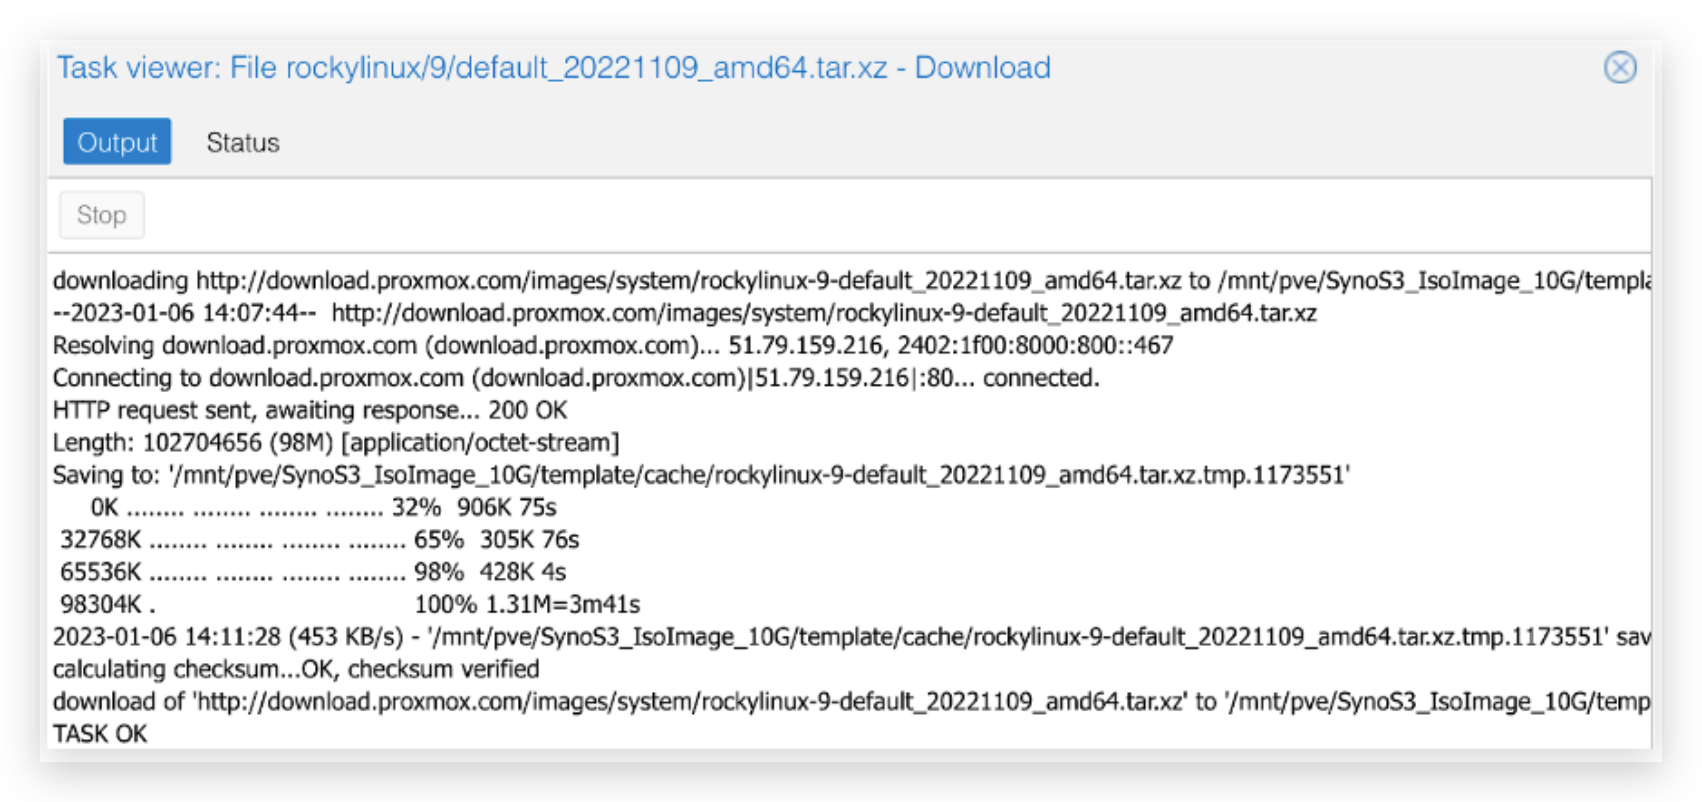 Task viewer: File rockylinux/9/default_20221109_amd64.tar.xz - Download
Output Status
Stop
downloading http://download.proxmox.com/images/system/rockylinux-9-default_20221109_amd64.tar.xz to /mnt/pve/SynoS3_IsoImage_10G/templa
--2023-01-06 14:07:44-- http://download.proxmox.com/images/system/rockylinux-9-default_20221109_amd64.tar.xz
Resolving download.proxmox.com (download.proxmox.com)... 51.79.159.216, 2402:1f00:8000:800::467
Connecting to download.proxmox.com (download.proxmox.com)|51.79.159.216|:80... connected.
HTTP request sent, awaiting response... 200 OK
Length: 102704656 (98M) [application/octet-stream]
Saving to: '/mnt/pve/SynoS3_IsoImage_10G/template/cache/rockylinux-9-default_20221109_amd64.tar.xz.tmp.1173551'
0K ........ ........ ........ ........ 32% 906K 75s
32768K ........ ........ ........ ........ 65% 305K 76s
65536K ........ ........ ........ ........ 98% 428K 4s
98304K . 100% 1.31M=3m41s
2023-01-06 14:11:28 (453 KB/s) - '/mnt/pve/SynoS3_IsoImage_10G/template/cache/rockylinux-9-default_20221109_amd64.tar.xz.tmp.1173551' sav
calculating checksum...OK, checksum verified
download of 'http://download.proxmox.com/images/system/rockylinux-9-default_20221109_amd64.tar.xz' to '/mnt/pve/SynoS3_IsoImage_10G/temp
TASK OK